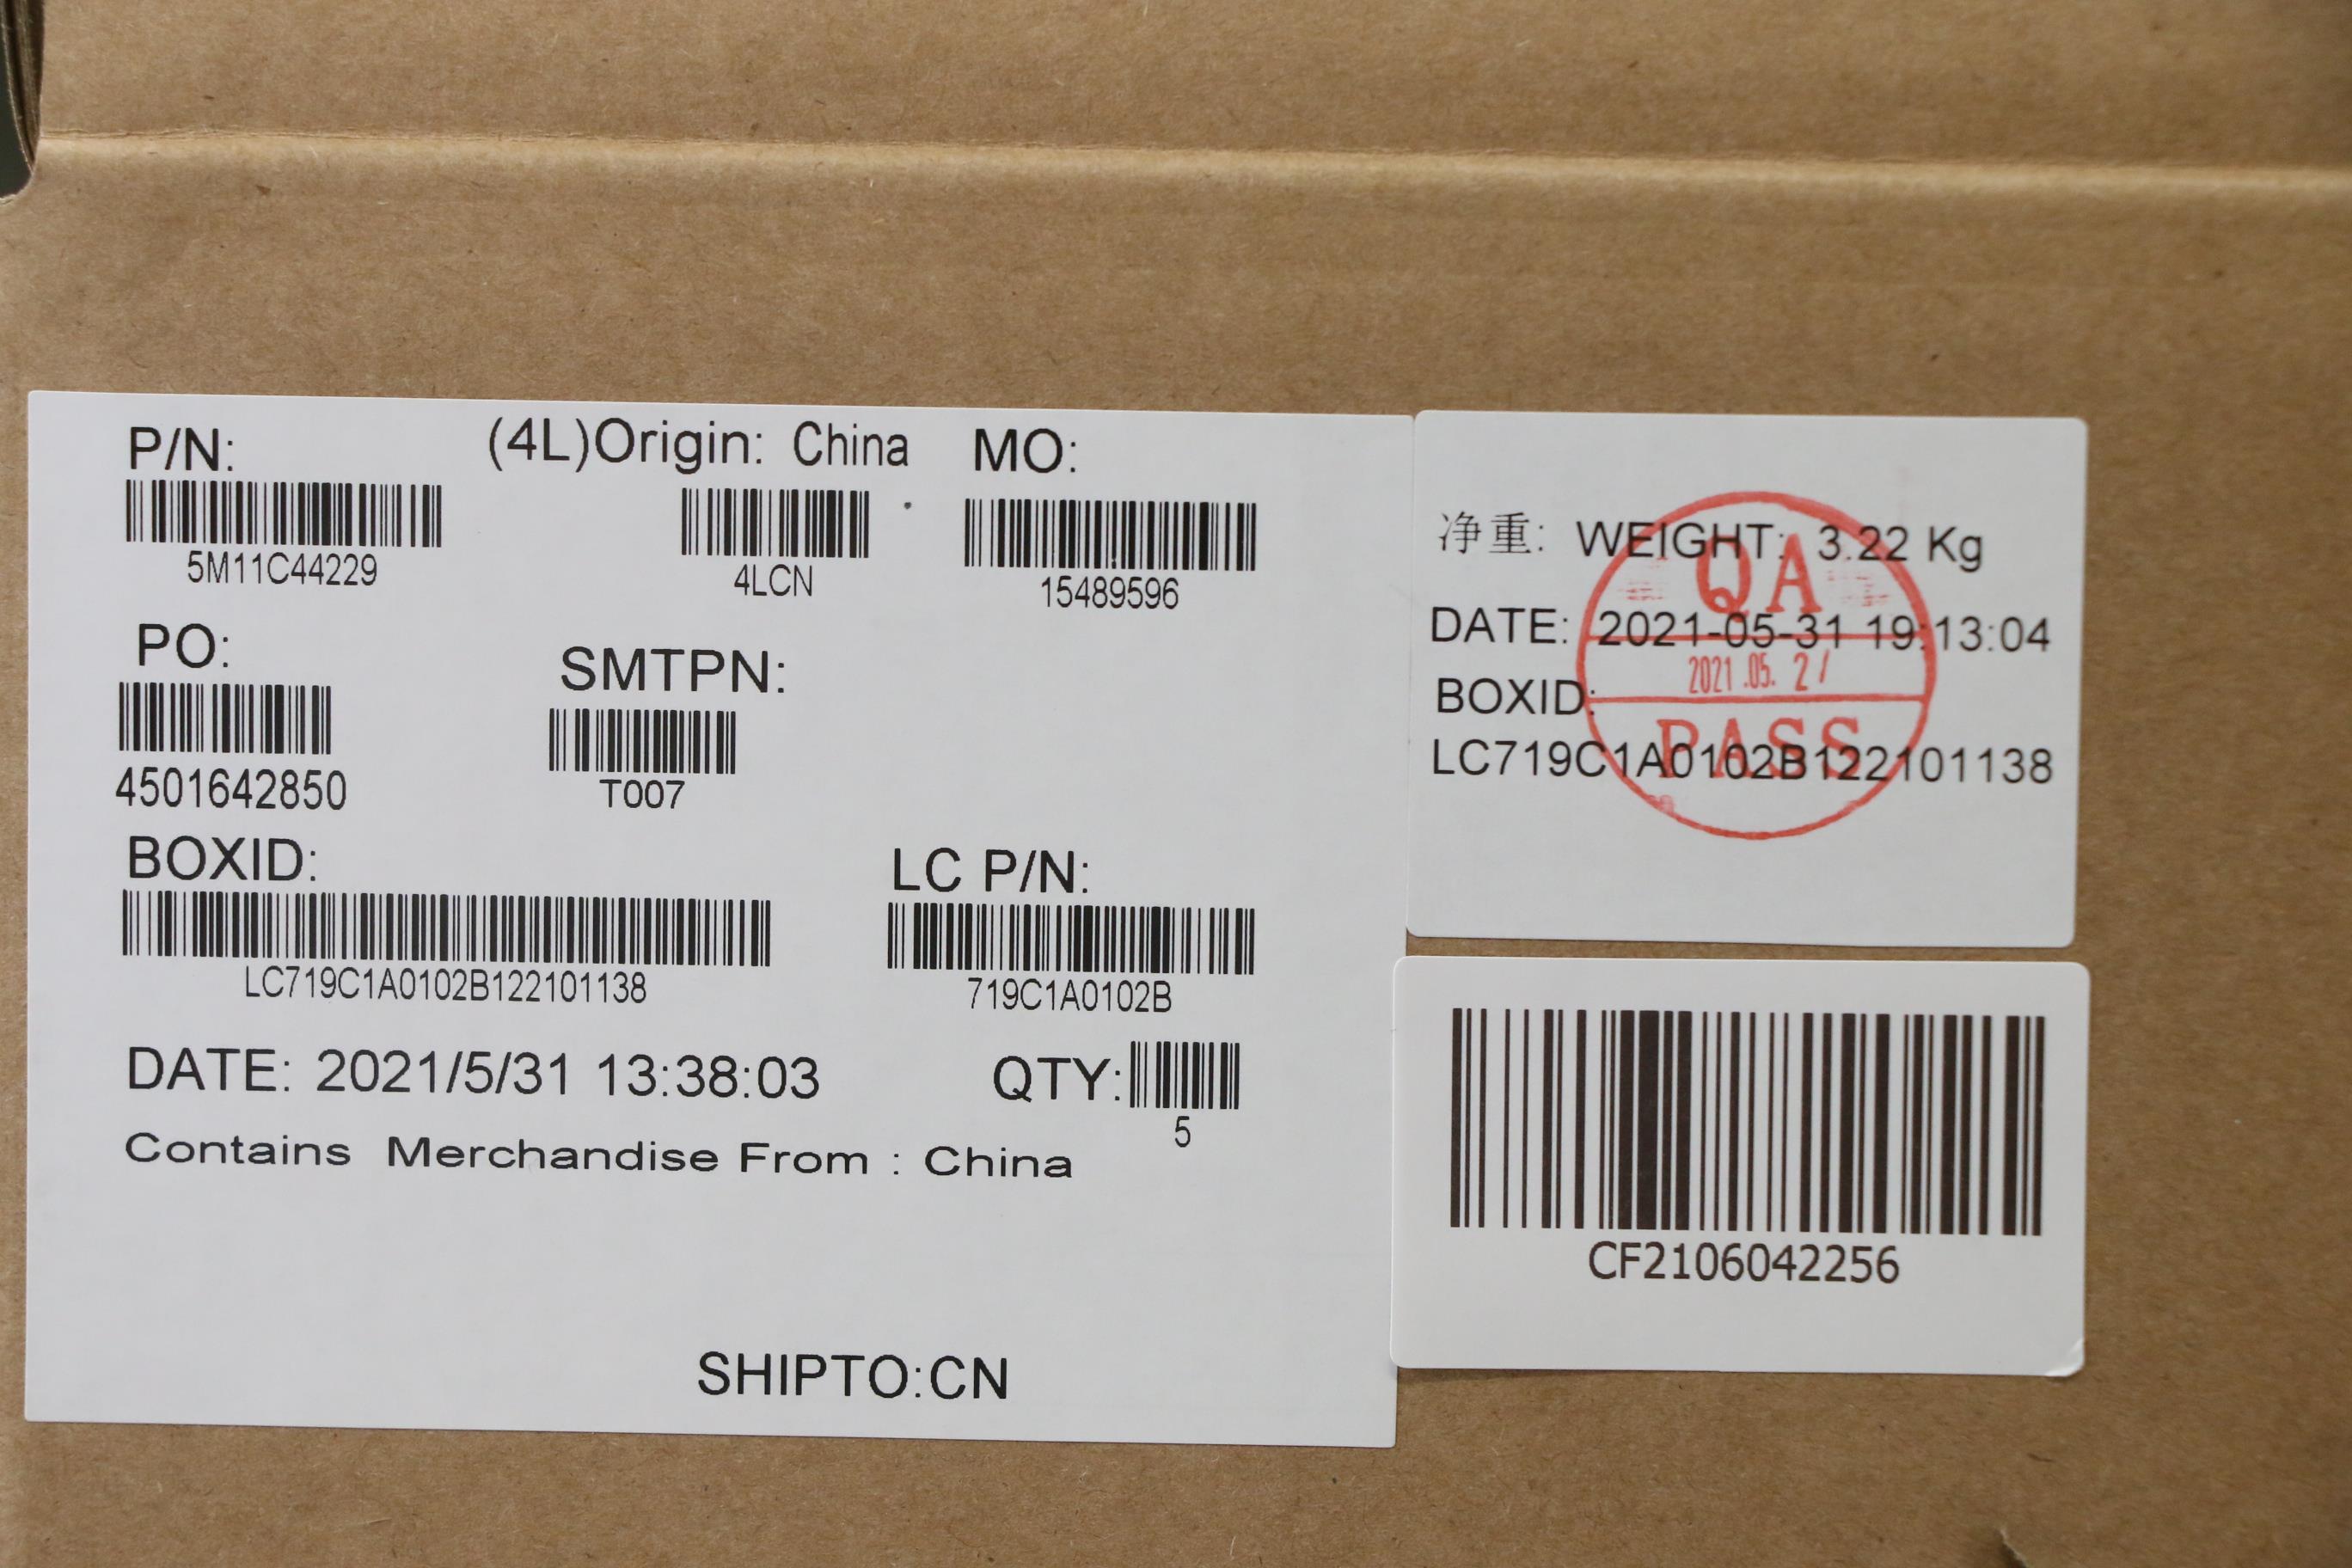 P/N: (4L)Origin: China MO:
5M11C44229 4LCN 15489596
PO: SMTPN:
4501642850 T007
BOXID: LC P/N:
LC719C1A0102B122101138 719C1A0102B
DATE: 2021/5/31 13:38:03 QTY:
5
Contains Merchandise From : China
SHIPTO:CN
净重: WEIGHT: 3.22 Kg
QA
DATE: 2021-05-31 19:13:04
2021.05.
BOXID:
PASS
LC719C1A0102B122101138
CF2106042256